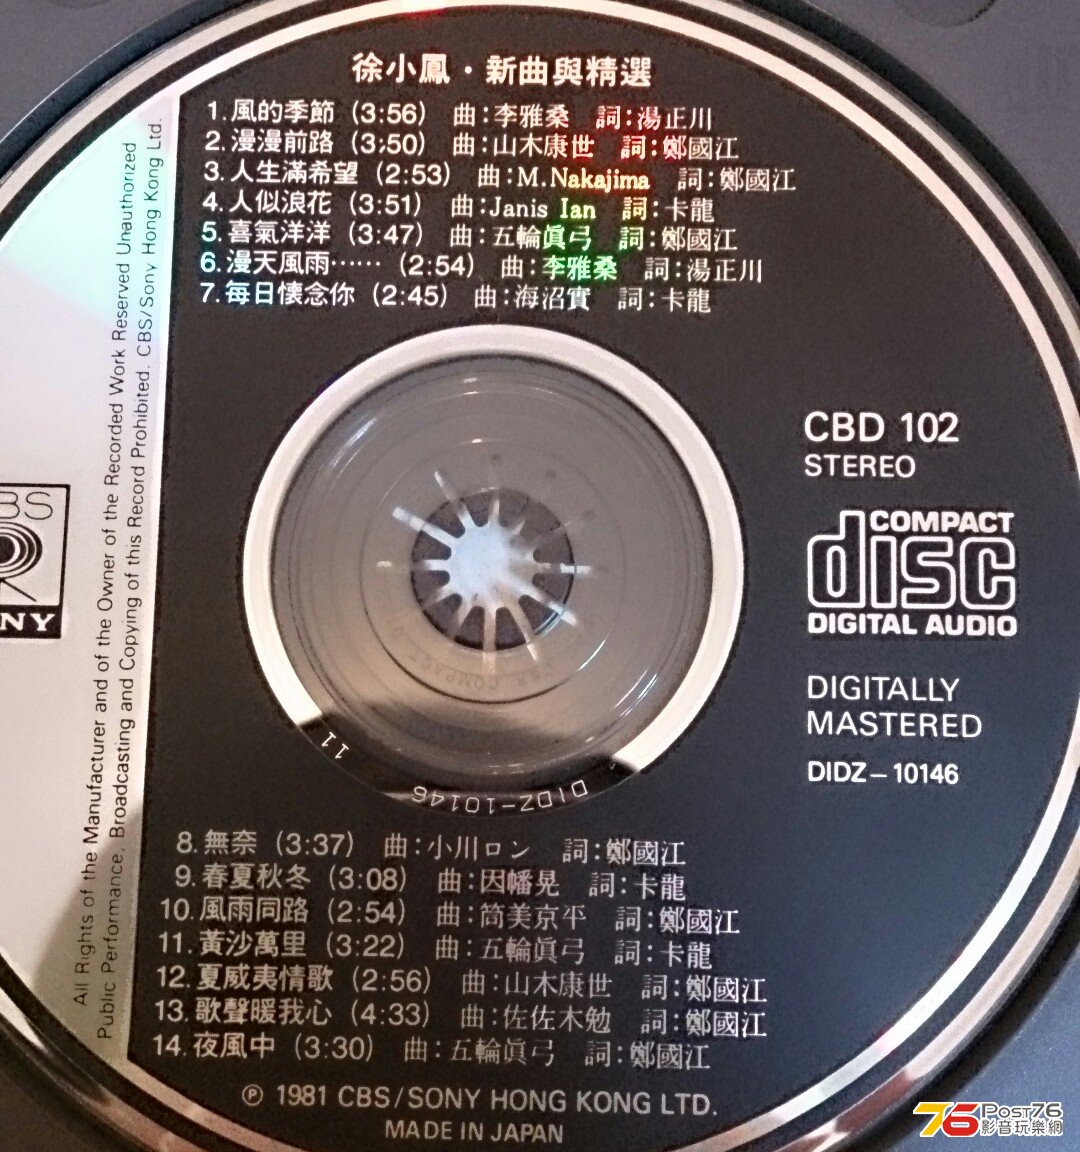 徐小鳳・新曲與精選
1.風的季節 (3:56) 曲:李雅桑 詞:湯正川
2.漫漫前路 (3:50) 曲:山木康世 詞:鄭國江
3.人生滿希望 (2:53) 曲:M.Nakajima 詞:鄭國江
4.人似浪花 (3:51) 曲:Janis Ian 詞:卡龍
5.喜氣洋洋 (3:47) 曲:五輪眞弓 詞:鄭國江
6.漫天風雨…… (2:54) 曲:李雅桑 詞:湯正川
7.每日懷念你 (2:45) 曲:海沼實 詞:卡龍
All Rights of the Manufacturer and of the Owner of the Recorded Work Reserved Unauthorized
Public Performance, Broadcasting and Copying of this Record Prohibited. CBS/Sony Hong Kong Ltd.
BS
NY
CBD 102
STEREO
COMPACT
disc
DIGITAL AUDIO
DIGITALLY
MASTERED
DIDZ–10146
DIDZ-10146 11
8.無奈 (3:37) 曲:小川ロン 詞:鄭國江
9.春夏秋冬 (3:08) 曲:因幡晃 詞:卡龍
10.風雨同路 (2:54) 曲:筒美京平 詞:鄭國江
11.黃沙萬里 (3:22) 曲:五輪眞弓 詞:卡龍
12.夏威夷情歌 (2:56) 曲:山木康世 詞:鄭國江
13.歌聲暖我心 (4:33) 曲:佐佐木勉 詞:鄭國江
14.夜風中 (3:30) 曲:五輪眞弓 詞:鄭國江
Ⓟ 1981 CBS/SONY HONG KONG LTD.
MADE IN JAPAN
76 Post76
影音玩樂網